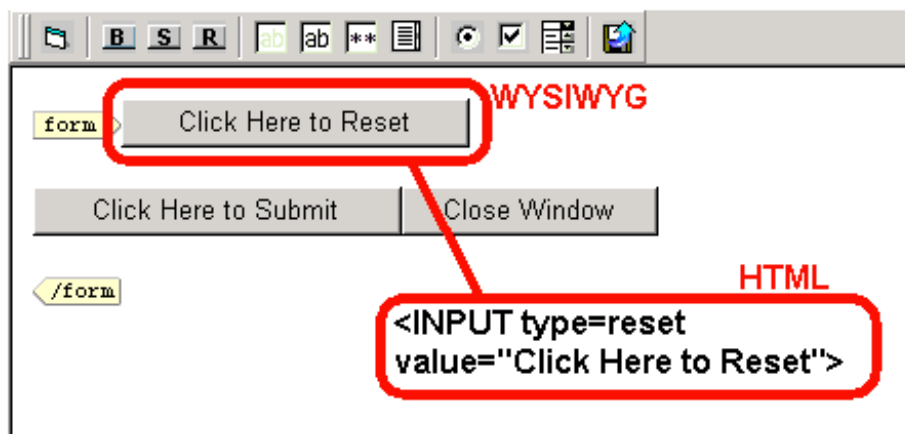 B S R ab ab **
WYSIWYG
form Click Here to Reset
Click Here to Submit Close Window
/form
HTML
<INPUT type=reset
value="Click Here to Reset">